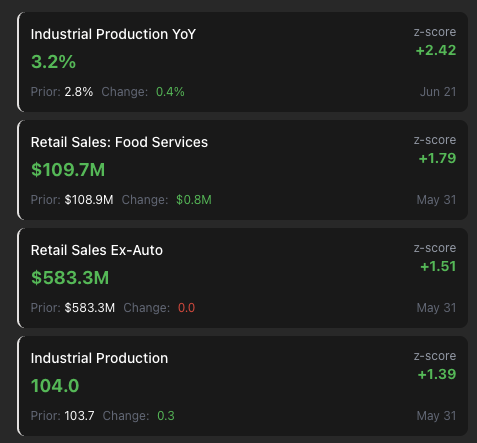 Industrial Production YoY
z-score
3.2%
+2.42
Prior: 2.8% Change: 0.4%
Jun 21
Retail Sales: Food Services
z-score
$109.7M
+1.79
Prior: $108.9M Change: $0.8M
May 31
Retail Sales Ex-Auto
z-score
$583.3M
+1.51
Prior: $583.3M Change: 0.0
May 31
Industrial Production
z-score
104.0
+1.39
Prior: 103.7 Change: 0.3
May 31